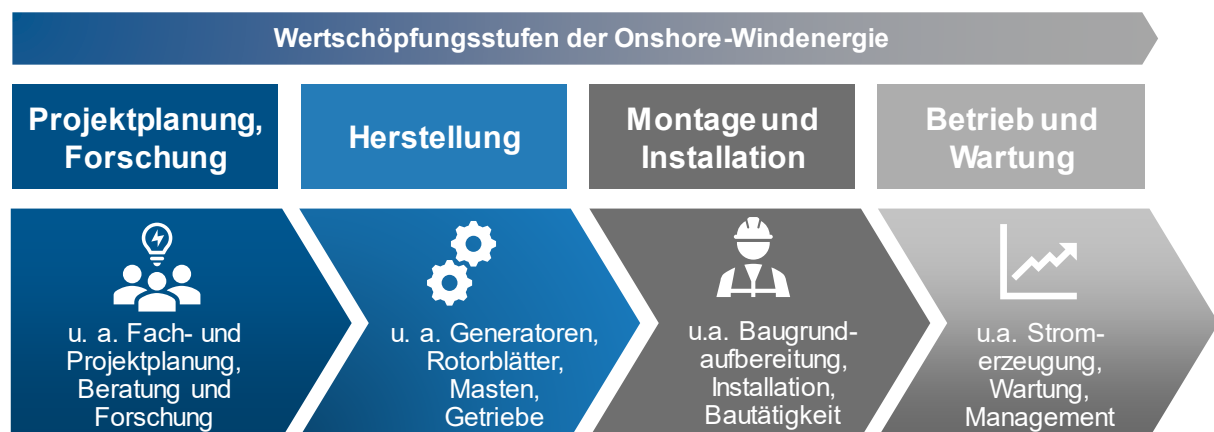 Wertschöpfungsstufen der Onshore-Windenergie
Projektplanung,
Forschung
Herstellung
Montage und
Installation
Betrieb und
Wartung
u. a. Fach- und
Projektplanung,
Beratung und
Forschung
u. a. Generatoren,
Rotorblätter,
Masten,
Getriebe
u.a. Baugrund-
aufbereitung,
Installation,
Bautätigkeit
u.a. Strom-
erzeugung,
Wartung,
Management